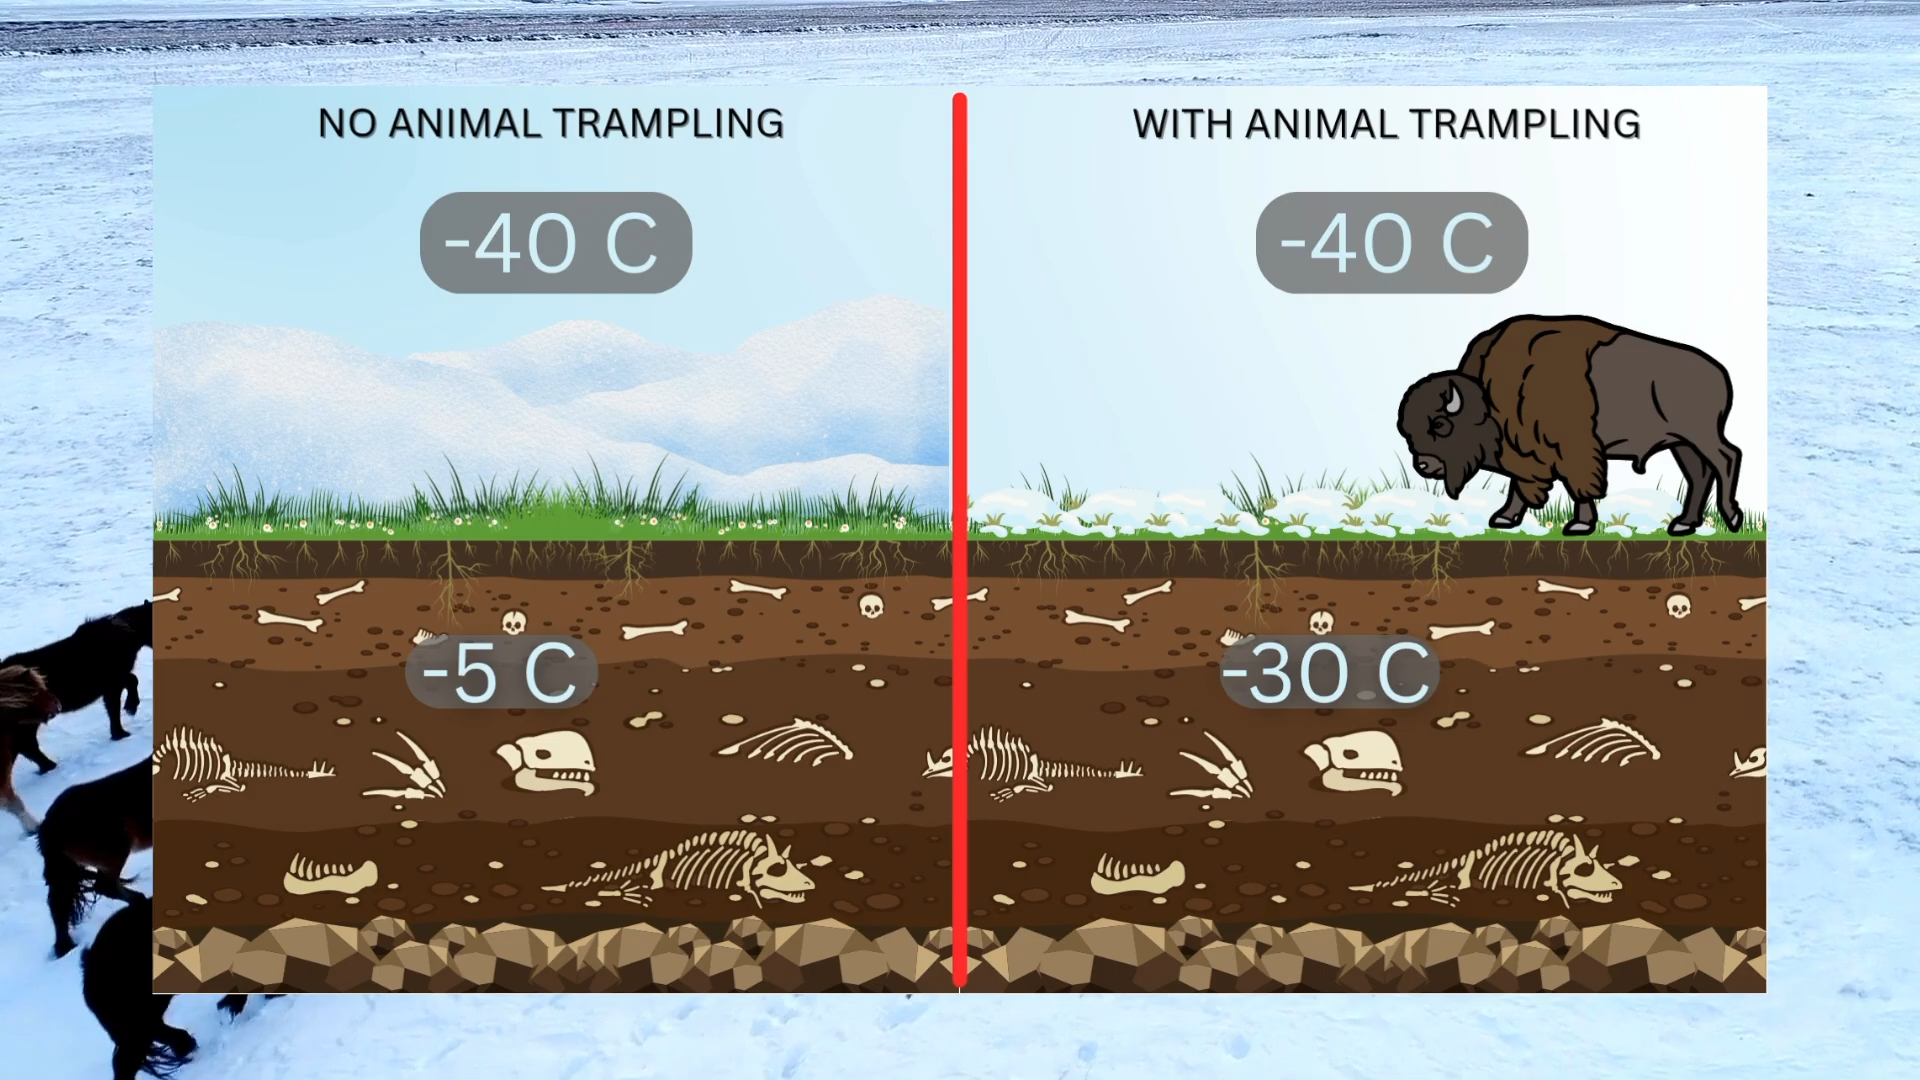 NO ANIMAL TRAMPLING
-40 C
-5 C
WITH ANIMAL TRAMPLING
-40 C
-30 C